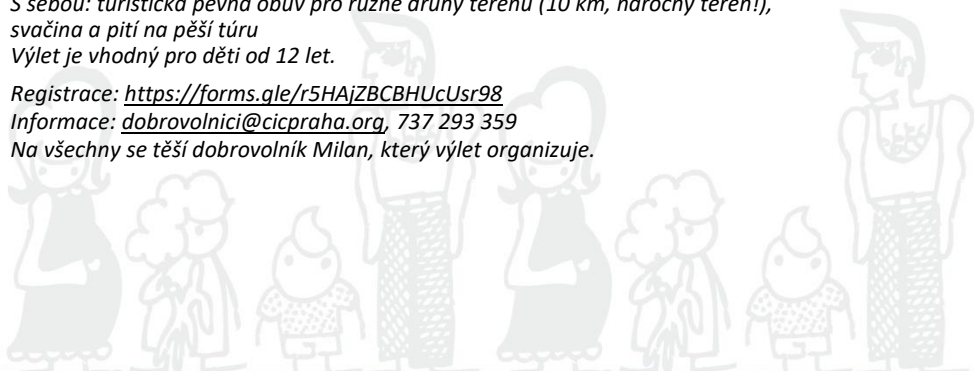 S sebou: turistická pevná obuv pro různé druhy terénu (10 km, náročný terén!),
svačina a pití na pěší túru
Výlet je vhodný pro děti od 12 let.
Registrace: https://forms.gle/r5HAjZBCBHUcUsr98
Informace: dobrovolnici@cicpraha.org, 737 293 359
Na všechny se těší dobrovolník Milan, který výlet organizuje.